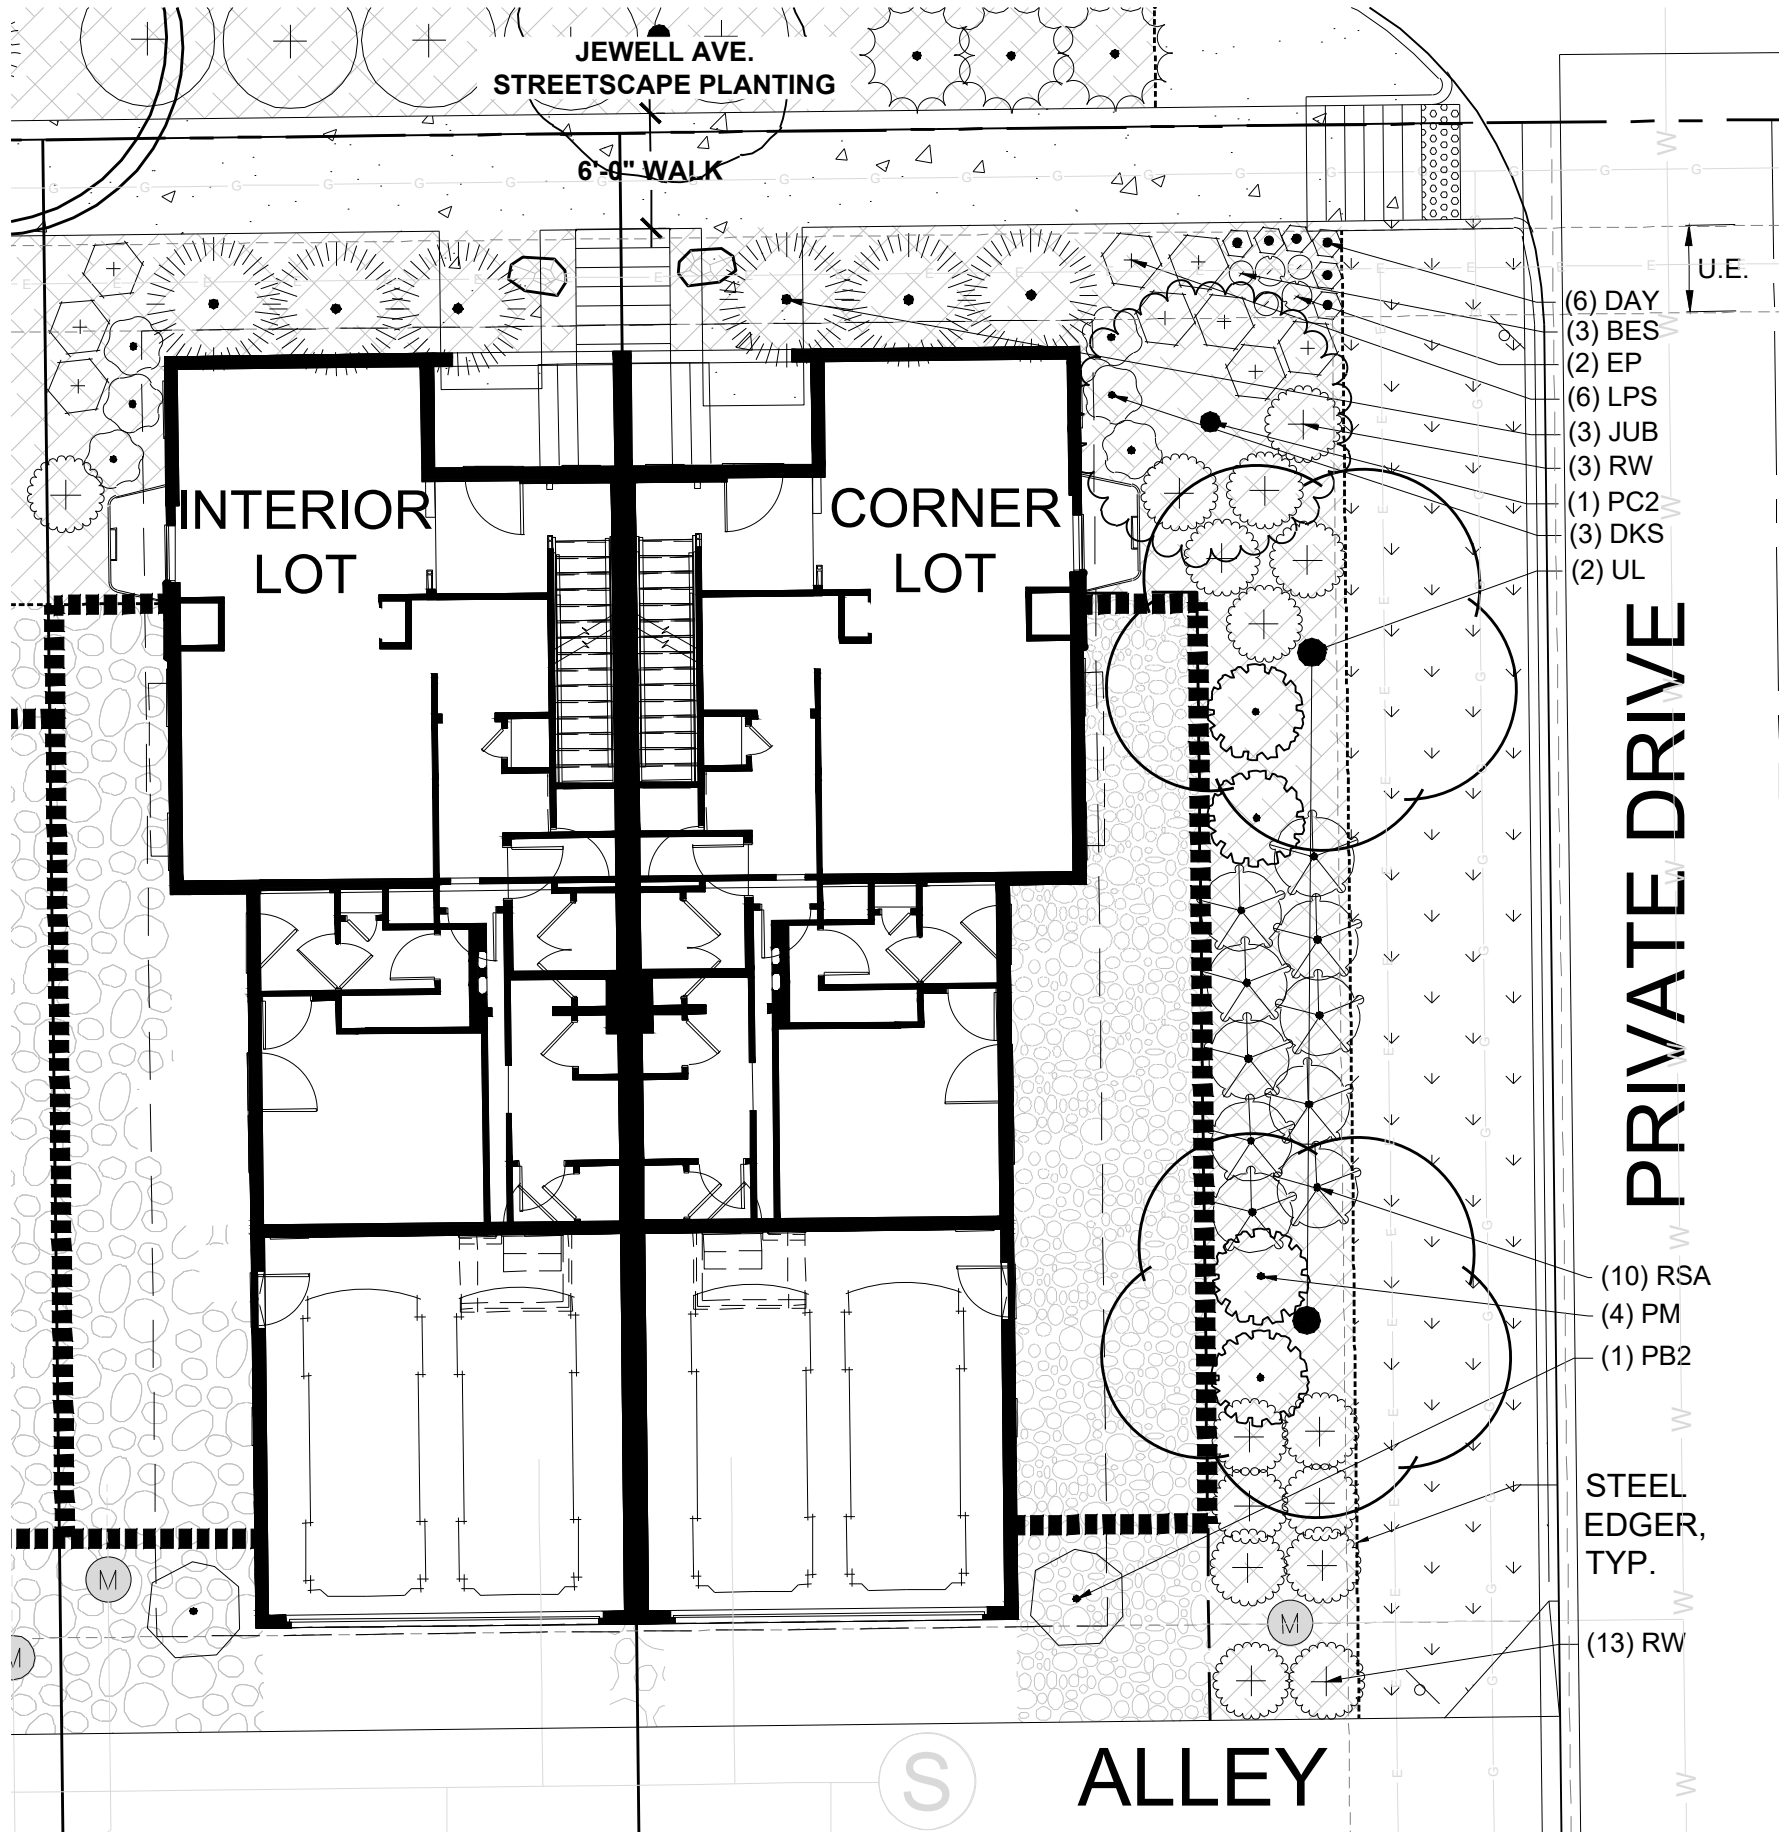 JEWELL AVE.
STREETSCAPE PLANTING
6'-0" WALK
U.E.
(6) DAY
(3) BES
(2) EP
(6) LPS
(3) JUB
(3) RW
(1) PC2
(3) DKS
(2) UL
INTERIOR
LOT
CORNER
LOT
PRIVATE DRIVE
(10) RSA
(4) PM
(1) PB2
STEEL
EDGER,
TYP.
(13) RW
M
M
M
S
ALLEY